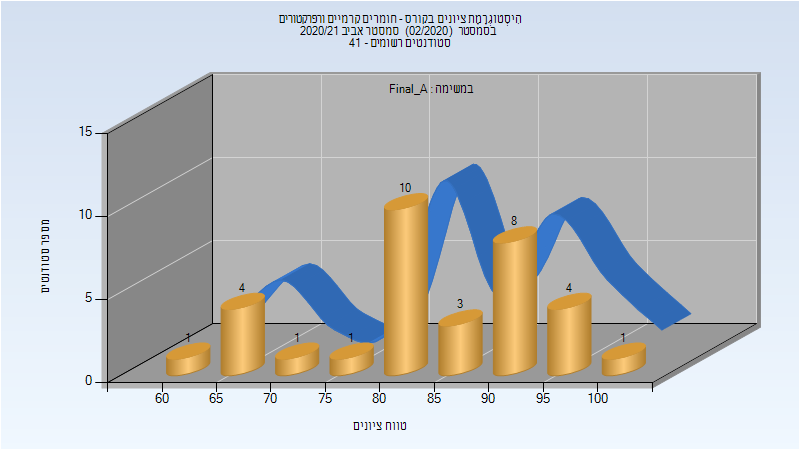 היסטוגרמת ציונים בקורס - חומרים קרמיים ורפרקטורים
בסמסטר (02/2020) סמסטר אביב 2020/21
סטודנטים רשומים - 41
במשימה : Final_A
15
10
5
0
מספר סטודנטים
1
4
1
1
10
3
8
4
1
60 65 70 75 80 85 90 95 100
טווח ציונים